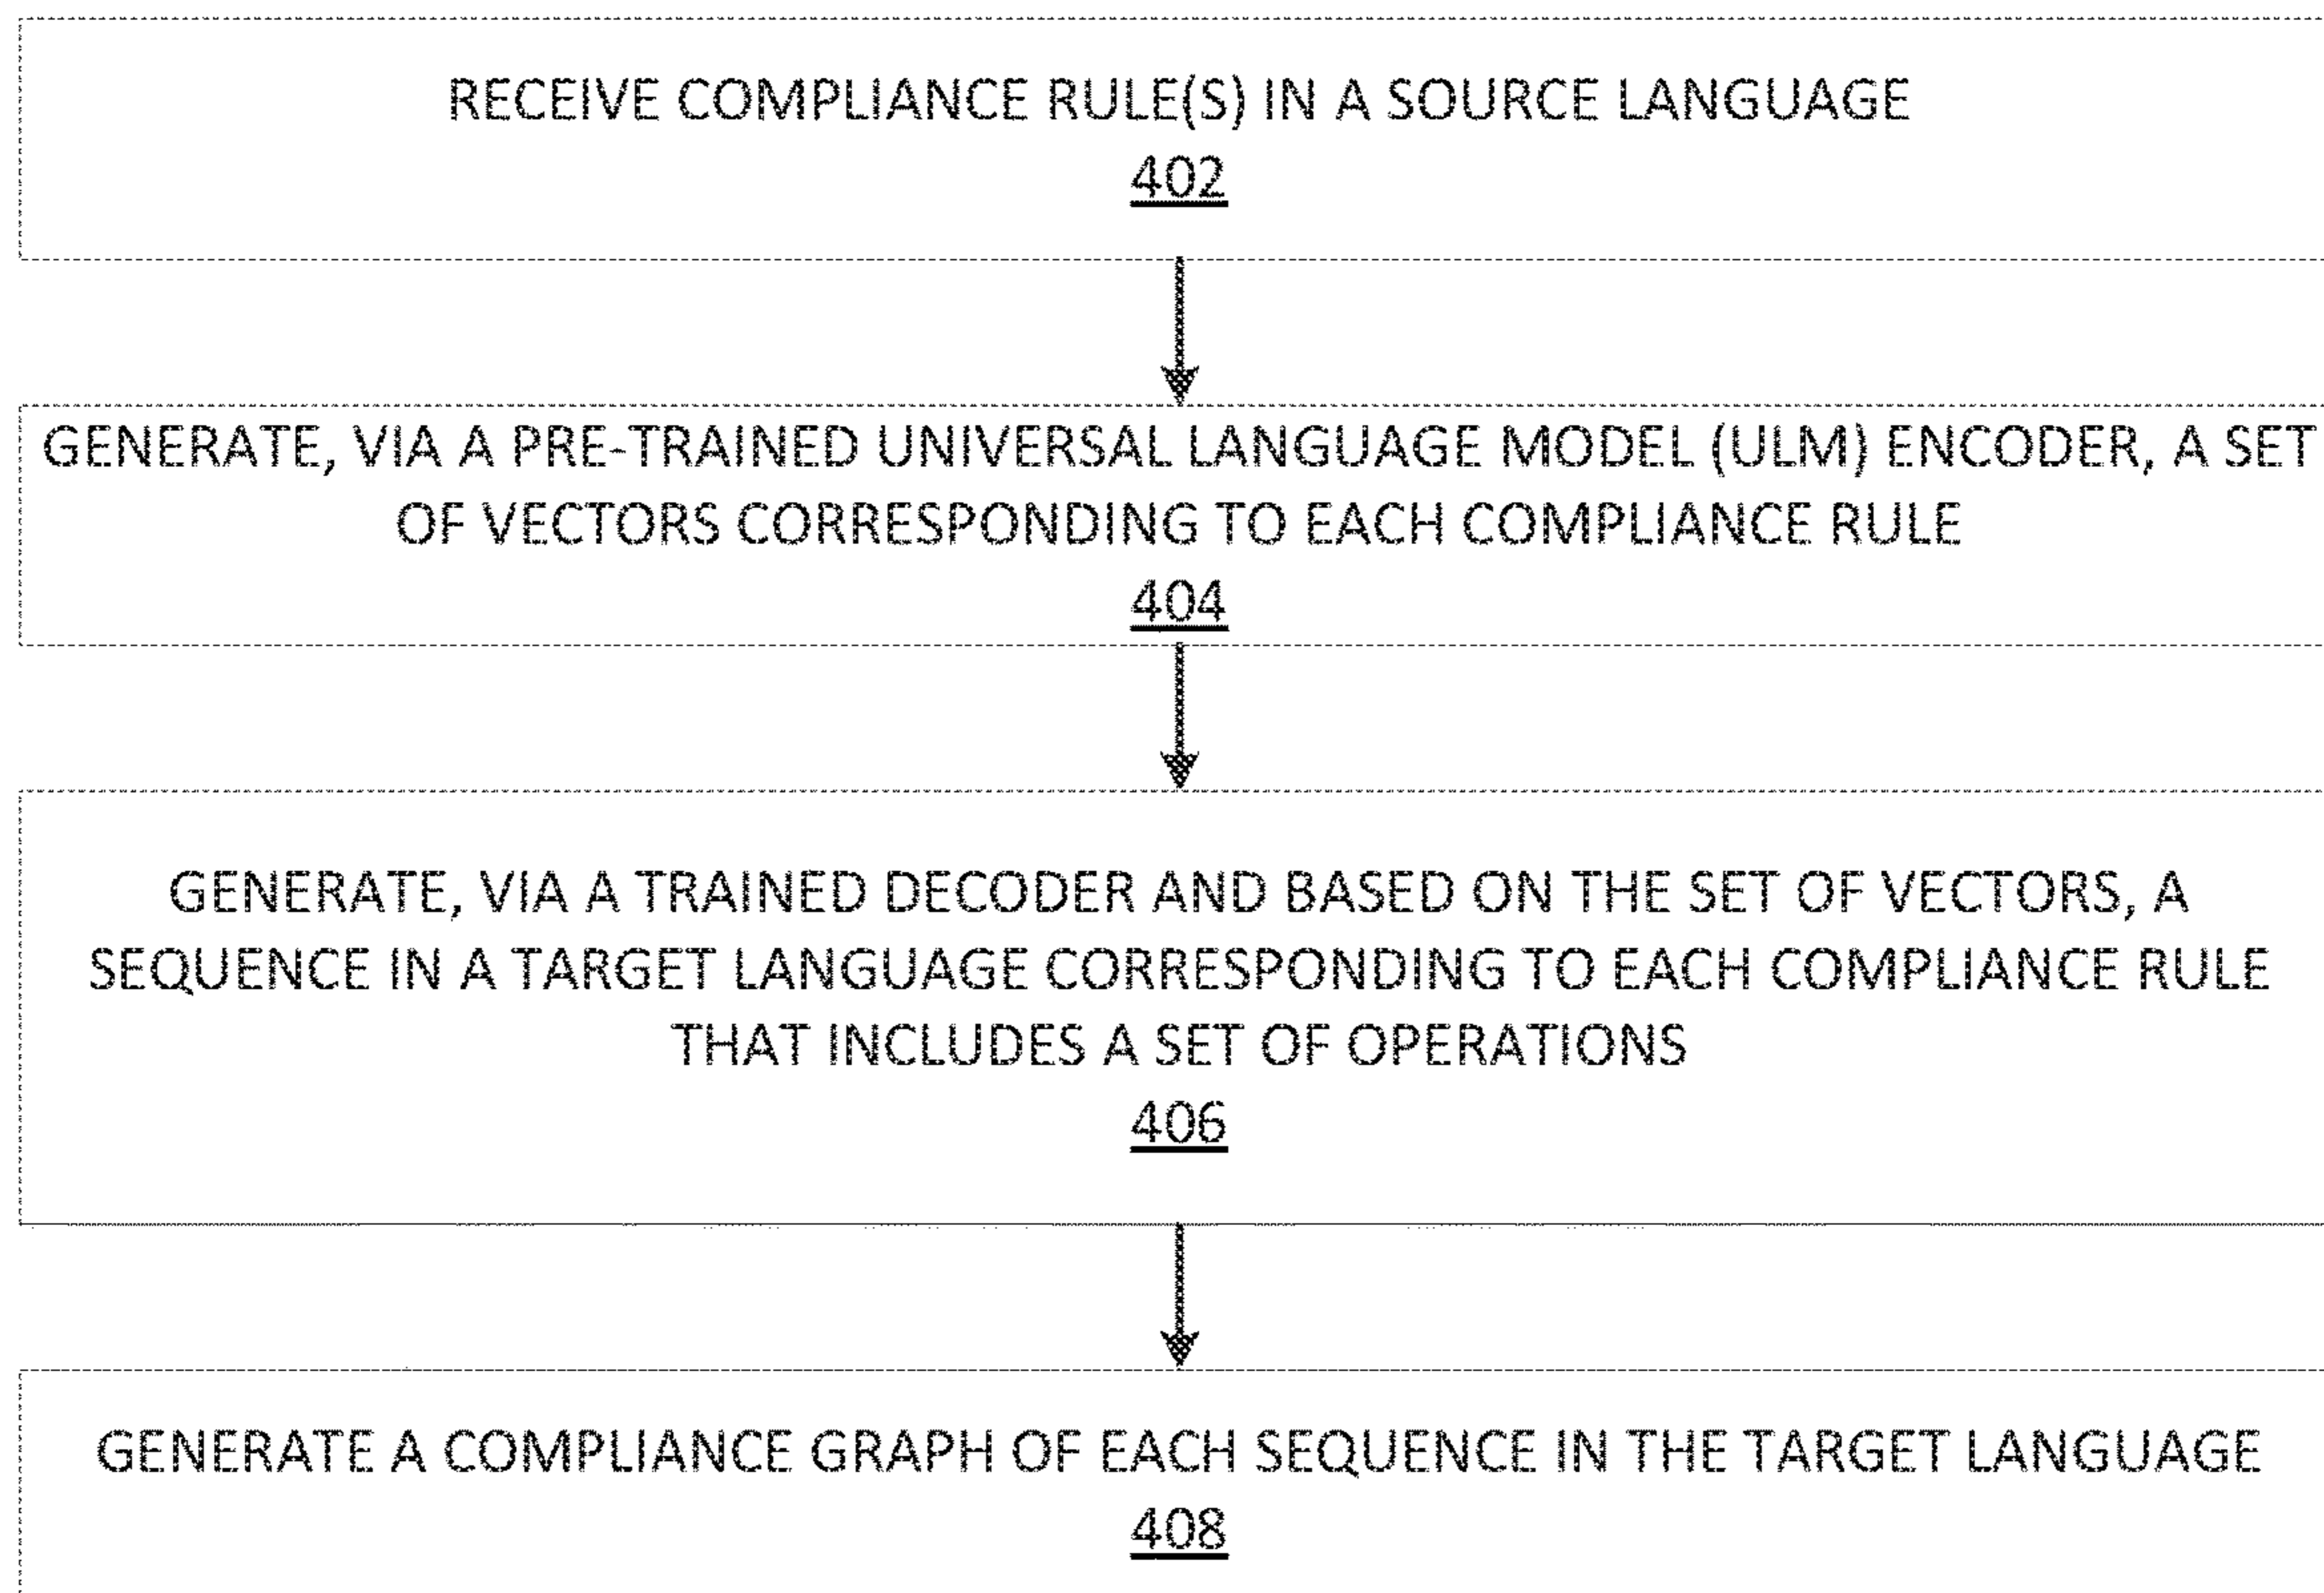 RECEIVE COMPLIANCE RULE(S) IN A SOURCE LANGUAGE
402
GENERATE, VIA A PRE-TRAINED UNIVERSAL LANGUAGE MODEL (ULM) ENCODER, A SET
OF VECTORS CORRESPONDING TO EACH COMPLIANCE RULE
404
GENERATE, VIA A TRAINED DECODER AND BASED ON THE SET OF VECTORS, A
SEQUENCE IN A TARGET LANGUAGE CORRESPONDING TO EACH COMPLIANCE RULE
THAT INCLUDES A SET OF OPERATIONS
406
GENERATE A COMPLIANCE GRAPH OF EACH SEQUENCE IN THE TARGET LANGUAGE
408